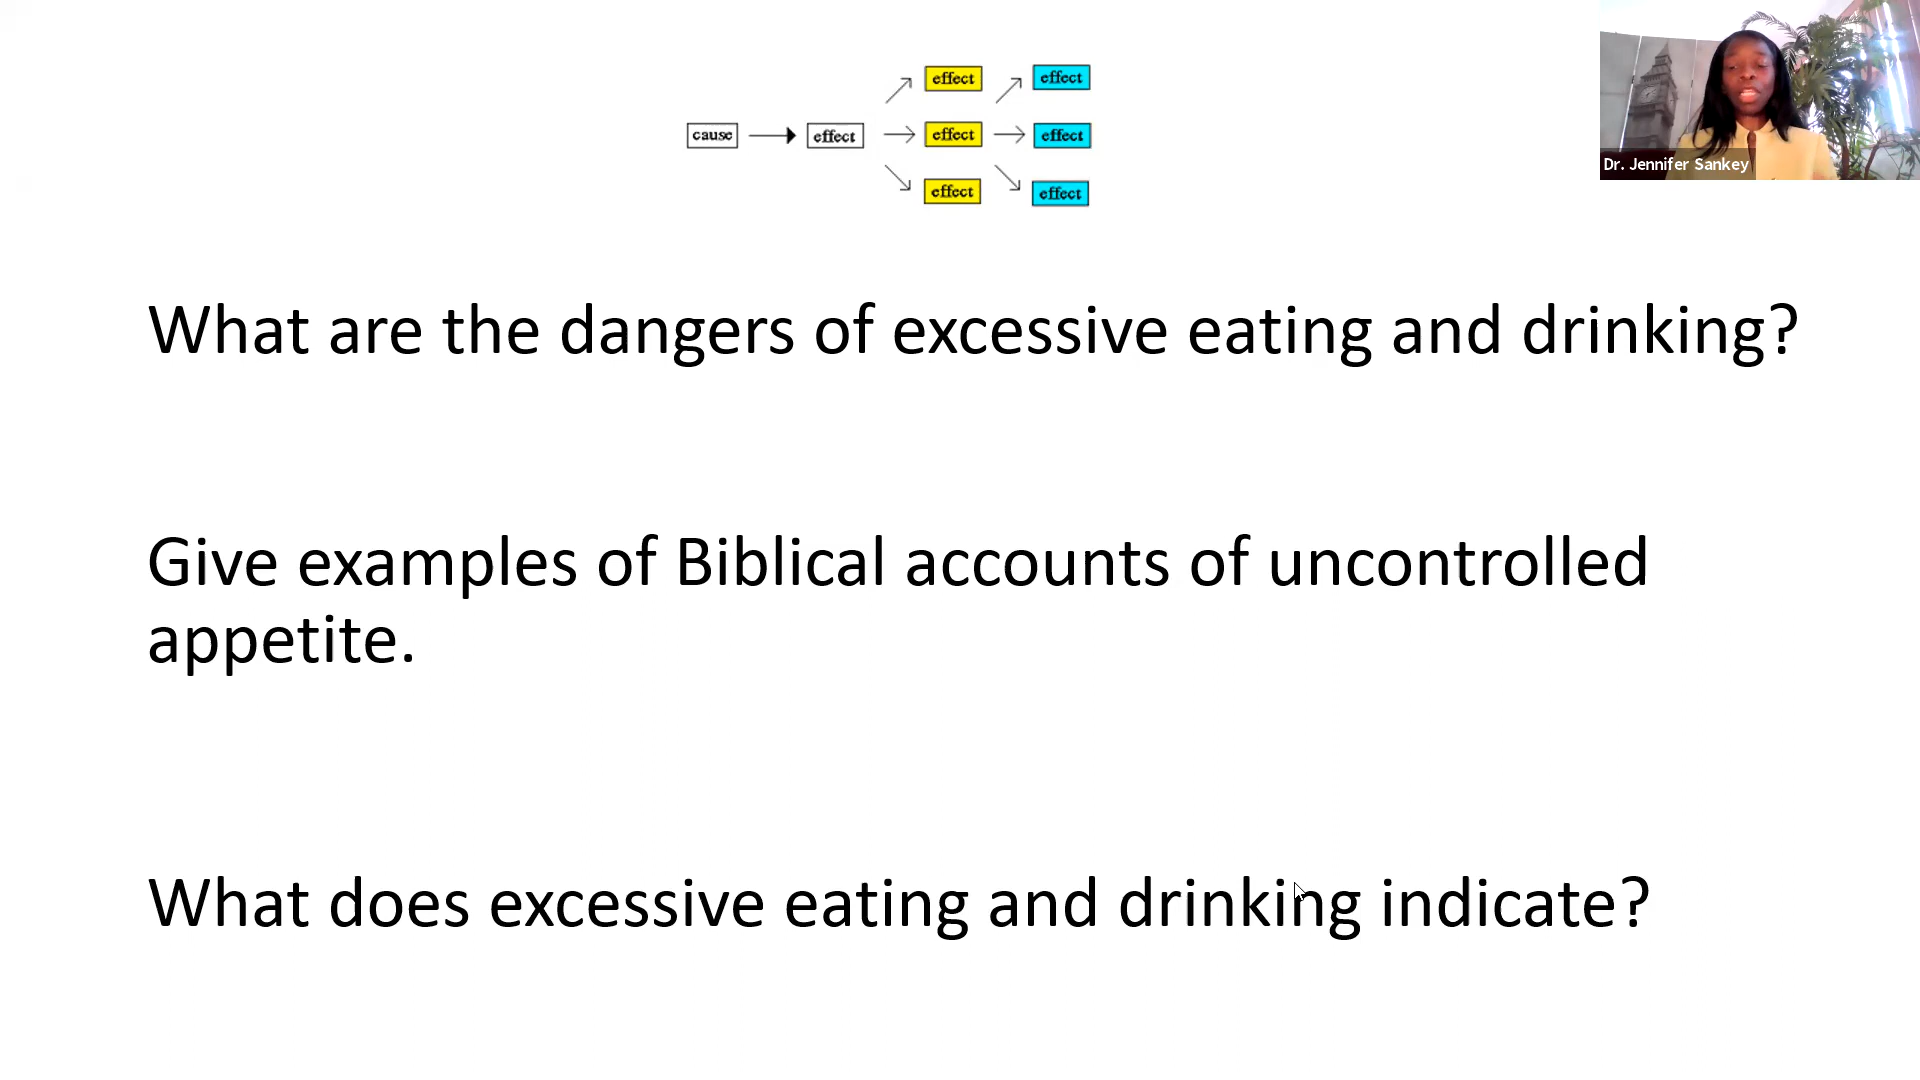 effect effect
cause effect effect effect
effect effect
Dr. Jennifer Sankey
What are the dangers of excessive eating and drinking?
Give examples of Biblical accounts of uncontrolled
appetite.
What does excessive eating and drinking indicate?